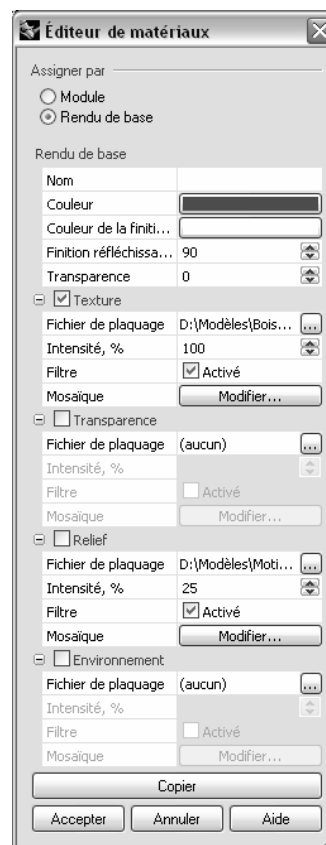 Éditeur de matériaux
Assigner par
Module
Rendu de base
Rendu de base
Nom
Couleur
Couleur de la finiti...
Finition réfléchissa... 90
Transparence 0
Texture
Fichier de plaquage D:\Modèles\Bois... ...
Intensité, % 100
Filtre Activé
Mosaïque Modifier...
Transparence
Fichier de plaquage (aucun) ...
Intensité, %
Filtre Activé
Mosaïque Modifier...
Relief
Fichier de plaquage D:\Modèles\Moti... ...
Intensité, % 25
Filtre Activé
Mosaïque Modifier...
Environnement
Fichier de plaquage (aucun) ...
Intensité, %
Filtre Activé
Mosaïque Modifier...
Copier
Accepter Annuler Aide